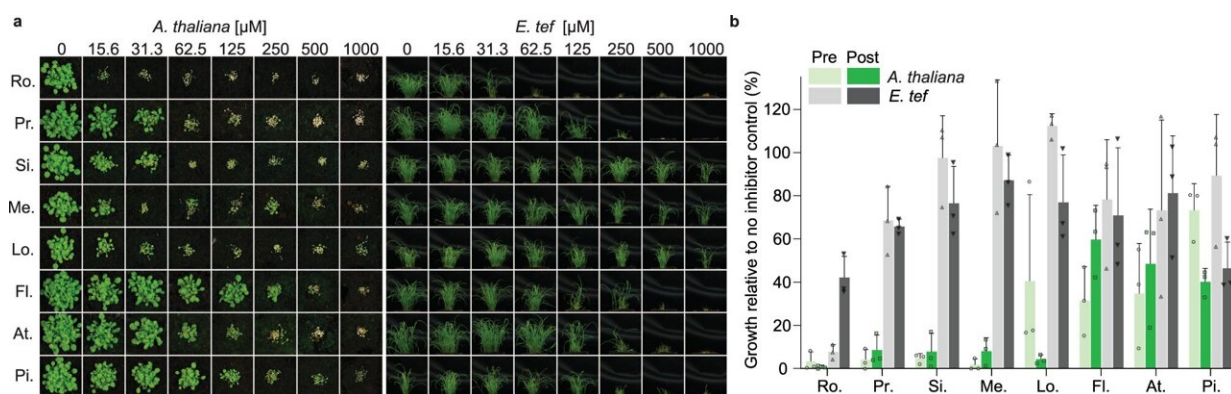 a
A. thaliana [µM] E. tef [µM]
0 15.6 31.3 62.5 125 250 500 1000 0 15.6 31.3 62.5 125 250 500 1000
Ro.
Pr.
Si.
Me.
Lo.
Fl.
At.
Pi.
b
Pre Post
A. thaliana
E. tef
Growth relative to no inhibitor control (%)
120
100
80
60
40
20
0
Ro. Pr. Si. Me. Lo. Fl. At. Pi.